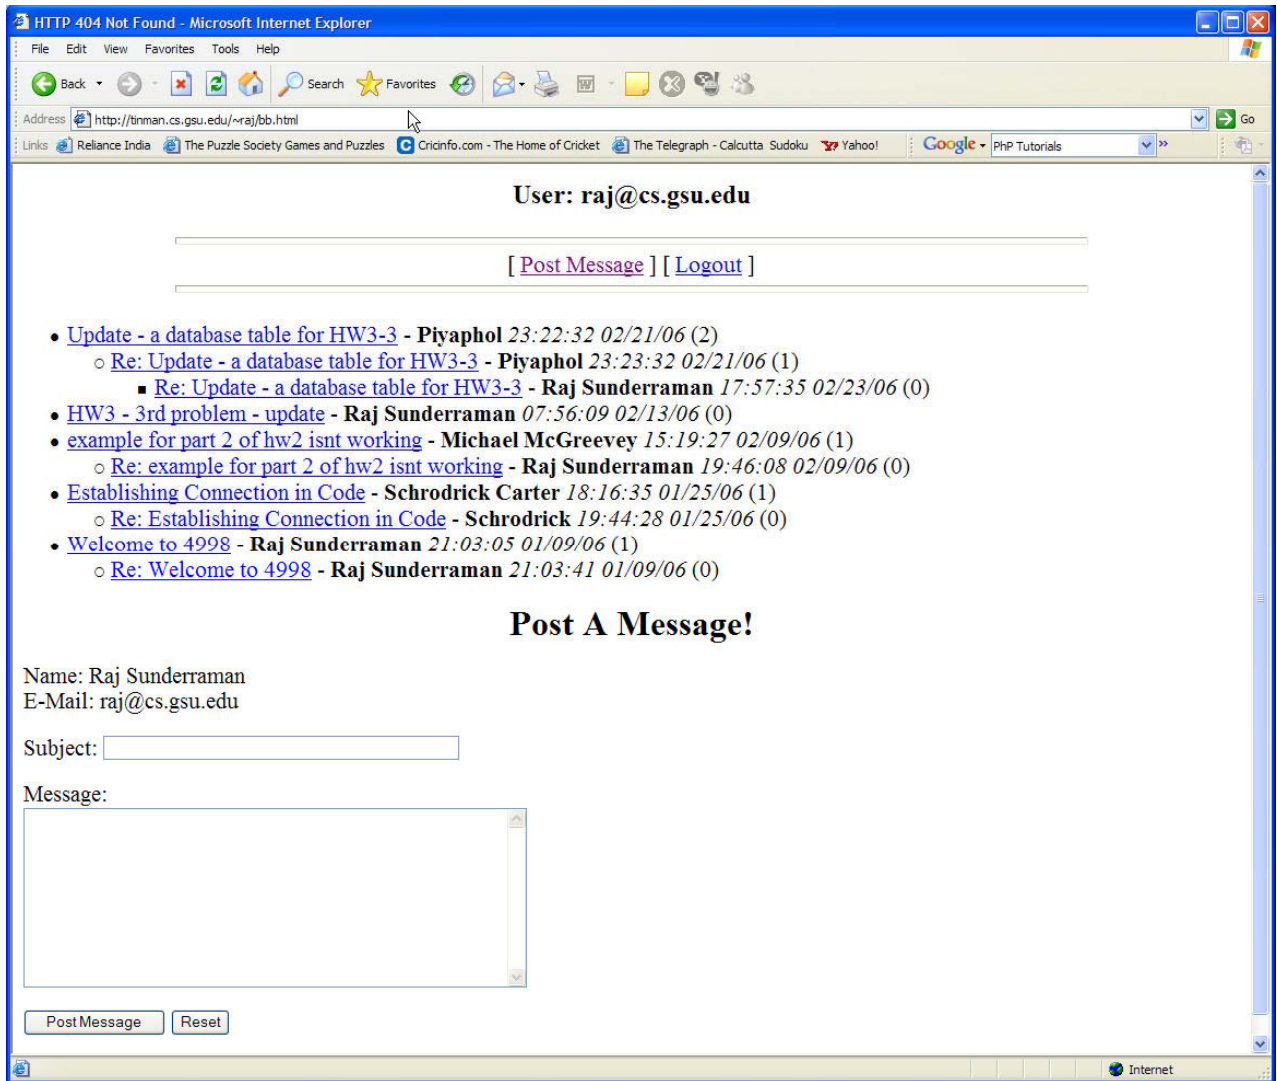 HTTP 404 Not Found - Microsoft Internet Explorer
File Edit View Favorites Tools Help
Back Search Favorites W
Address http://tinman.cs.gsu.edu/~raj/bb.html Go
Links Reliance India The Puzzle Society Games and Puzzles C Cricinfo.com - The Home of Cricket The Telegraph - Calcutta Sudoku Y! Yahoo! Google PhP Tutorials »
User: raj@cs.gsu.edu
[ Post Message ] [ Logout ]
Update - a database table for HW3-3 - Piyaphol 23:22:32 02/21/06 (2)
Re: Update - a database table for HW3-3 - Piyaphol 23:23:32 02/21/06 (1)
Re: Update - a database table for HW3-3 - Raj Sunderraman 17:57:35 02/23/06 (0)
HW3 - 3rd problem - update - Raj Sunderraman 07:56:09 02/13/06 (0)
example for part 2 of hw2 isnt working - Michael McGreevey 15:19:27 02/09/06 (1)
Re: example for part 2 of hw2 isnt working - Raj Sunderraman 19:46:08 02/09/06 (0)
Establishing Connection in Code - Schrodrick Carter 18:16:35 01/25/06 (1)
Re: Establishing Connection in Code - Schrodrick 19:44:28 01/25/06 (0)
Welcome to 4998 - Raj Sunderraman 21:03:05 01/09/06 (1)
Re: Welcome to 4998 - Raj Sunderraman 21:03:41 01/09/06 (0)
Post A Message!
Name: Raj Sunderraman
E-Mail: raj@cs.gsu.edu
Subject:
Message:
Post Message Reset
Internet